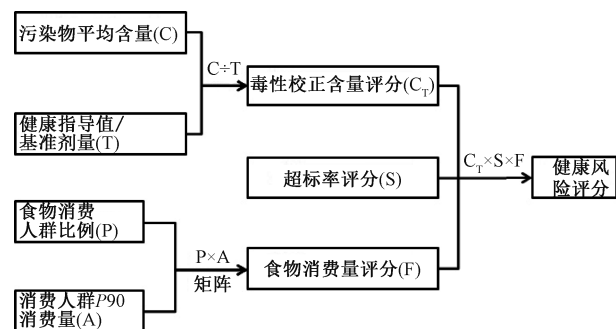 污染物平均含量(C)
C÷T
毒性校正含量评分(C_T)
健康指导值/
基准剂量(T)
超标率评分(S)
C_T×S×F
健康风
险评分
食物消费
人群比例(P)
P×A
矩阵
食物消费量评分(F)
消费人群P90
消费量(A)